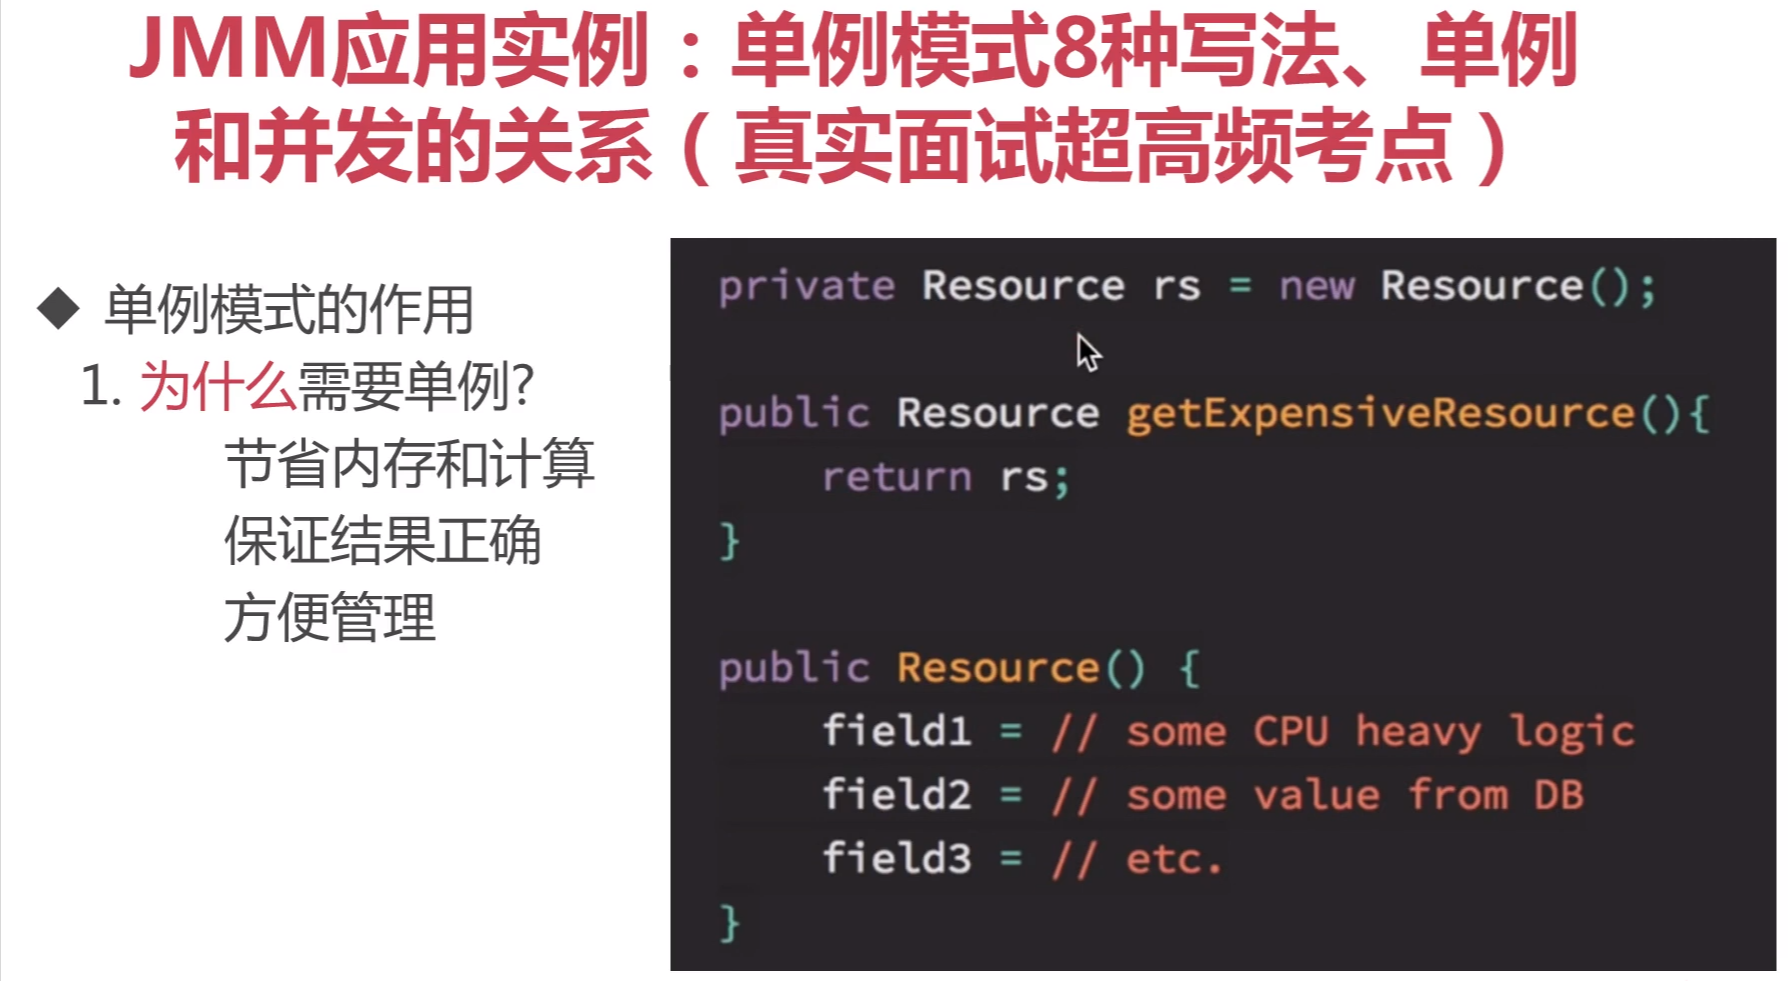 JMM应用实例：单例模式8种写法、单例
和并发的关系（真实面试超高频考点）
◆ 单例模式的作用
1. 为什么需要单例?
节省内存和计算
保证结果正确
方便管理
private Resource rs = new Resource();
public Resource getExpensiveResource(){
return rs;
}
public Resource() {
field1 = // some CPU heavy logic
field2 = // some value from DB
field3 = // etc.
}